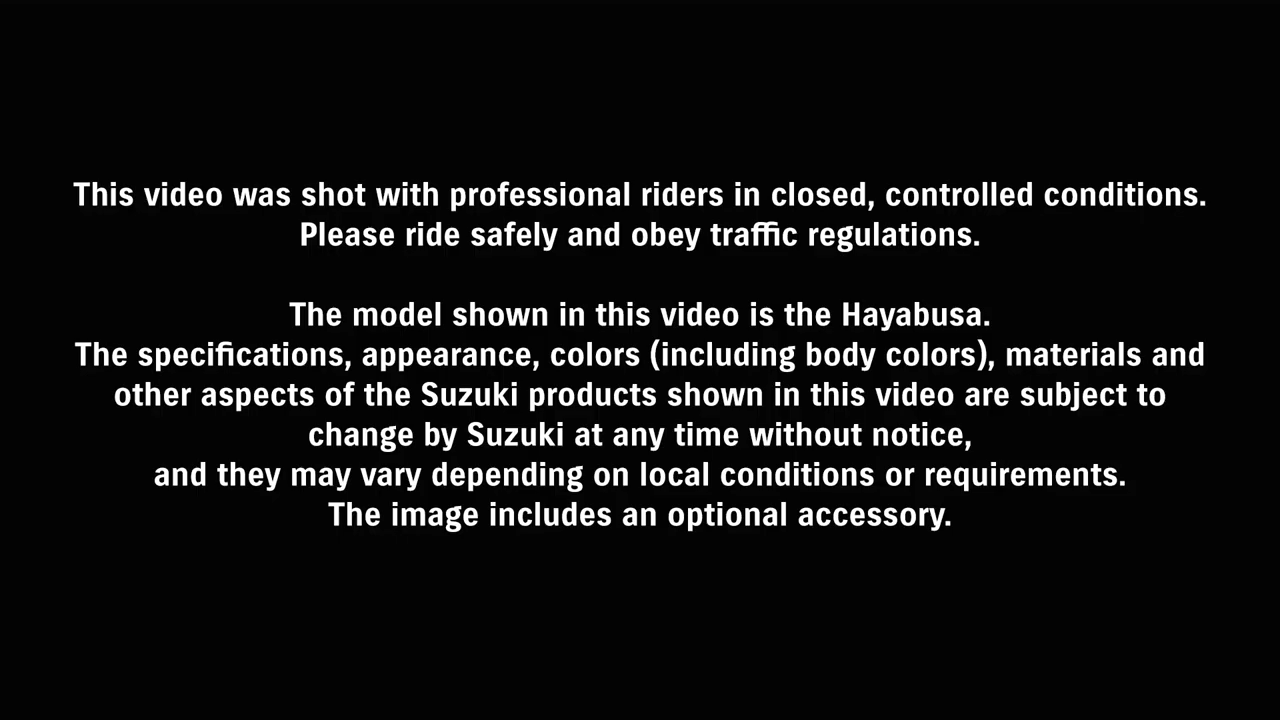 This video was shot with professional riders in closed, controlled conditions.
Please ride safely and obey traffic regulations.
The model shown in this video is the Hayabusa.
The specifications, appearance, colors (including body colors), materials and
other aspects of the Suzuki products shown in this video are subject to
change by Suzuki at any time without notice,
and they may vary depending on local conditions or requirements.
The image includes an optional accessory.